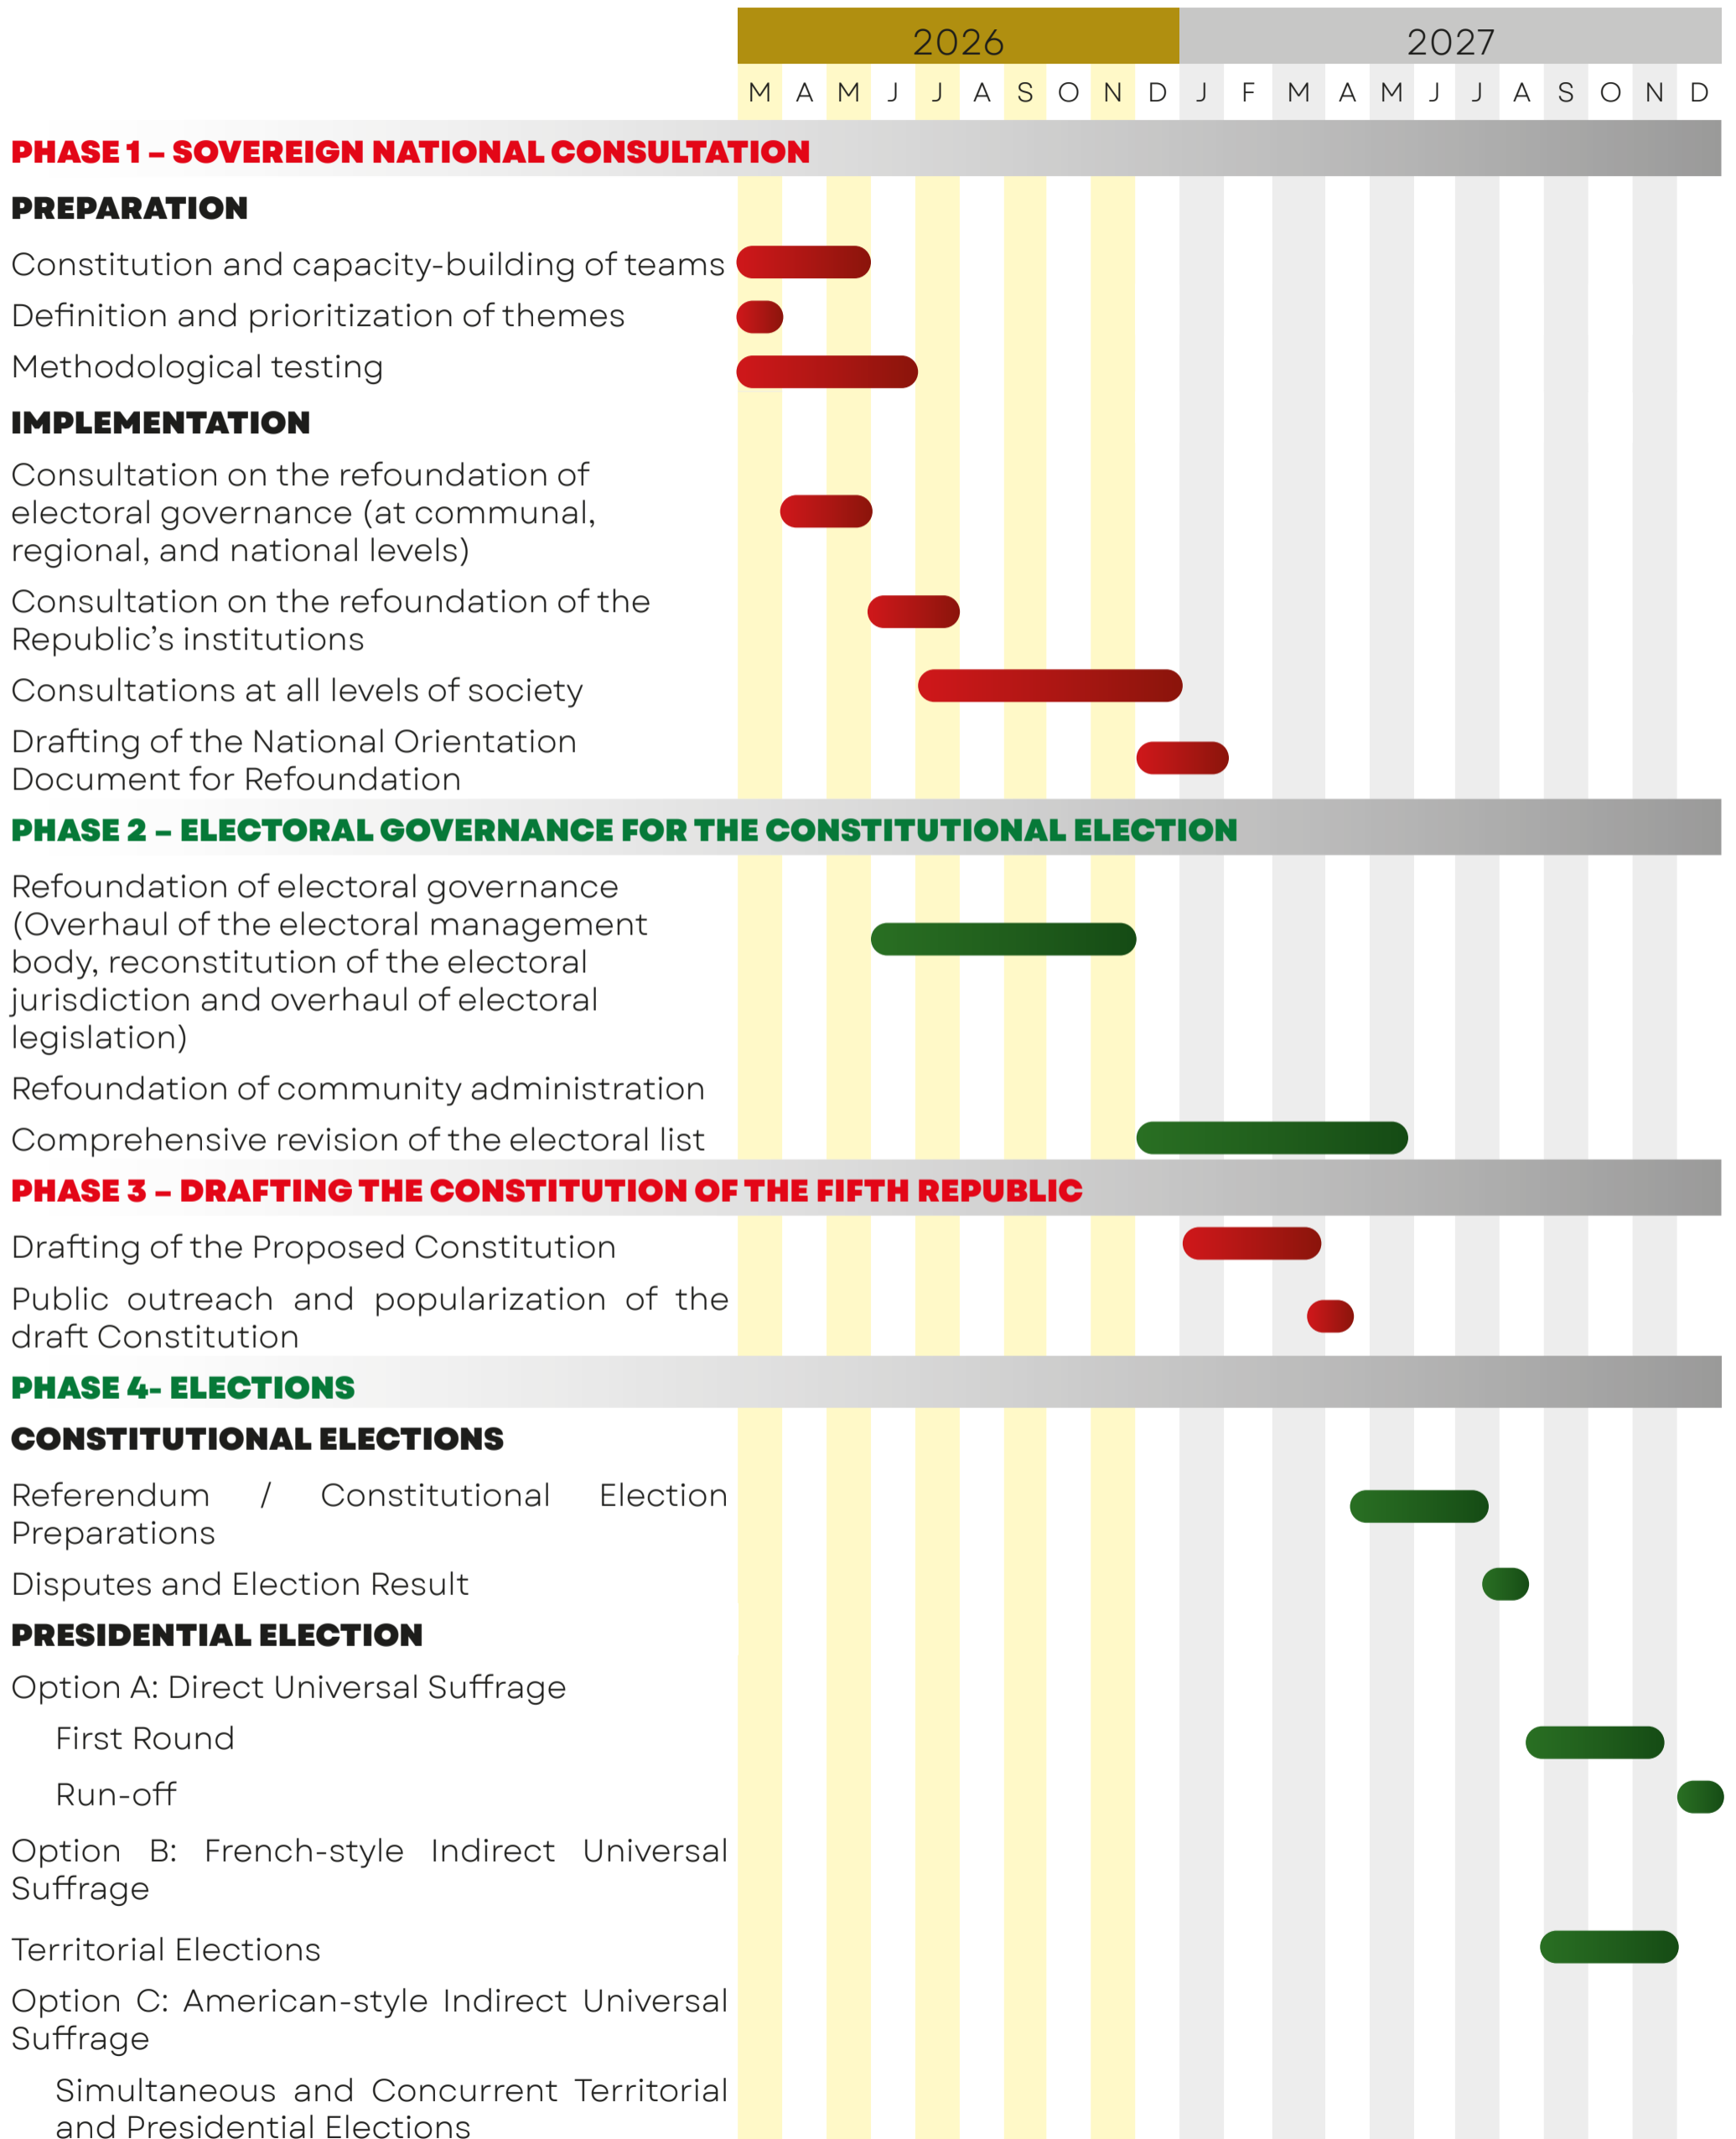 2026 2027
M A M J J A S O N D J F M A M J J A S O N D
PHASE 1 – SOVEREIGN NATIONAL CONSULTATION
PREPARATION
Constitution and capacity-building of teams
Definition and prioritization of themes
Methodological testing
IMPLEMENTATION
Consultation on the refoundation of
electoral governance (at communal,
regional, and national levels)
Consultation on the refoundation of the
Republic’s institutions
Consultations at all levels of society
Drafting of the National Orientation
Document for Refoundation
PHASE 2 – ELECTORAL GOVERNANCE FOR THE CONSTITUTIONAL ELECTION
Refoundation of electoral governance
(Overhaul of the electoral management
body, reconstitution of the electoral
jurisdiction and overhaul of electoral
legislation)
Refoundation of community administration
Comprehensive revision of the electoral list
PHASE 3 – DRAFTING THE CONSTITUTION OF THE FIFTH REPUBLIC
Drafting of the Proposed Constitution
Public outreach and popularization of the
draft Constitution
PHASE 4- ELECTIONS
CONSTITUTIONAL ELECTIONS
Referendum / Constitutional Election
Preparations
Disputes and Election Result
PRESIDENTIAL ELECTION
Option A: Direct Universal Suffrage
First Round
Run-off
Option B: French-style Indirect Universal
Suffrage
Territorial Elections
Option C: American-style Indirect Universal
Suffrage
Simultaneous and Concurrent Territorial
and Presidential Elections